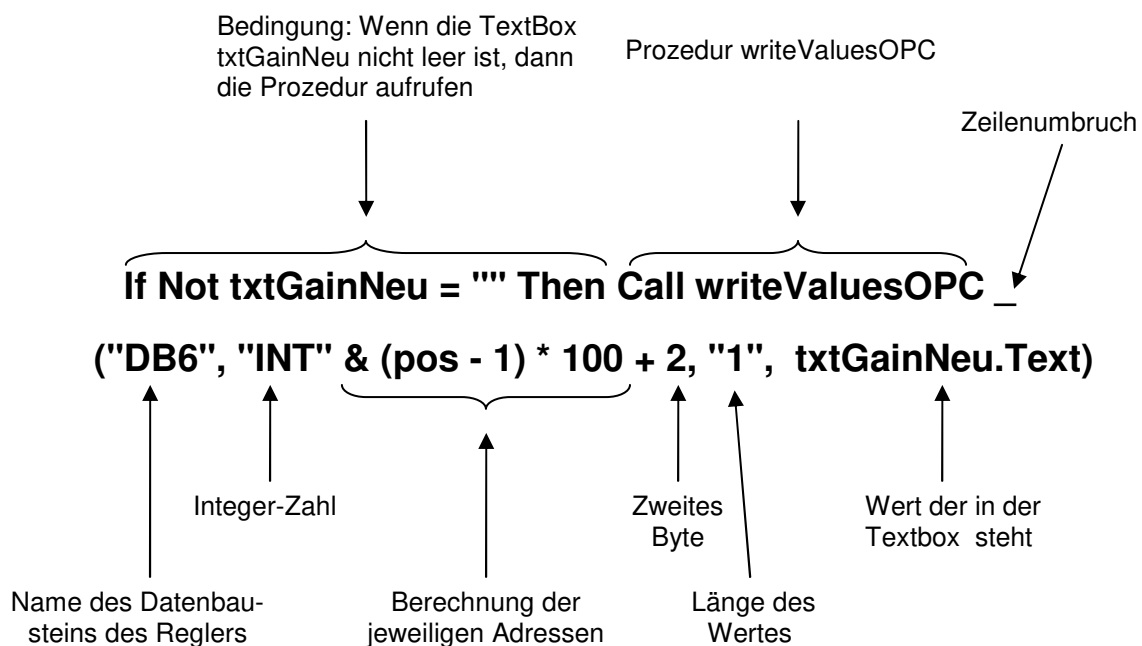 Bedingung: Wenn die TextBox
txtGainNeu nicht leer ist, dann
die Prozedur aufrufen
Prozedur writeValuesOPC
Zeilenumbruch
If Not txtGainNeu = "" Then Call writeValuesOPC _
("DB6", "INT" & (pos - 1) * 100 + 2, "1", txtGainNeu.Text)
Integer-Zahl
Zweites
Byte
Wert der in der
Textbox steht
Name des Datenbau-
steins des Reglers
Berechnung der
jeweiligen Adressen
Länge des
Wertes